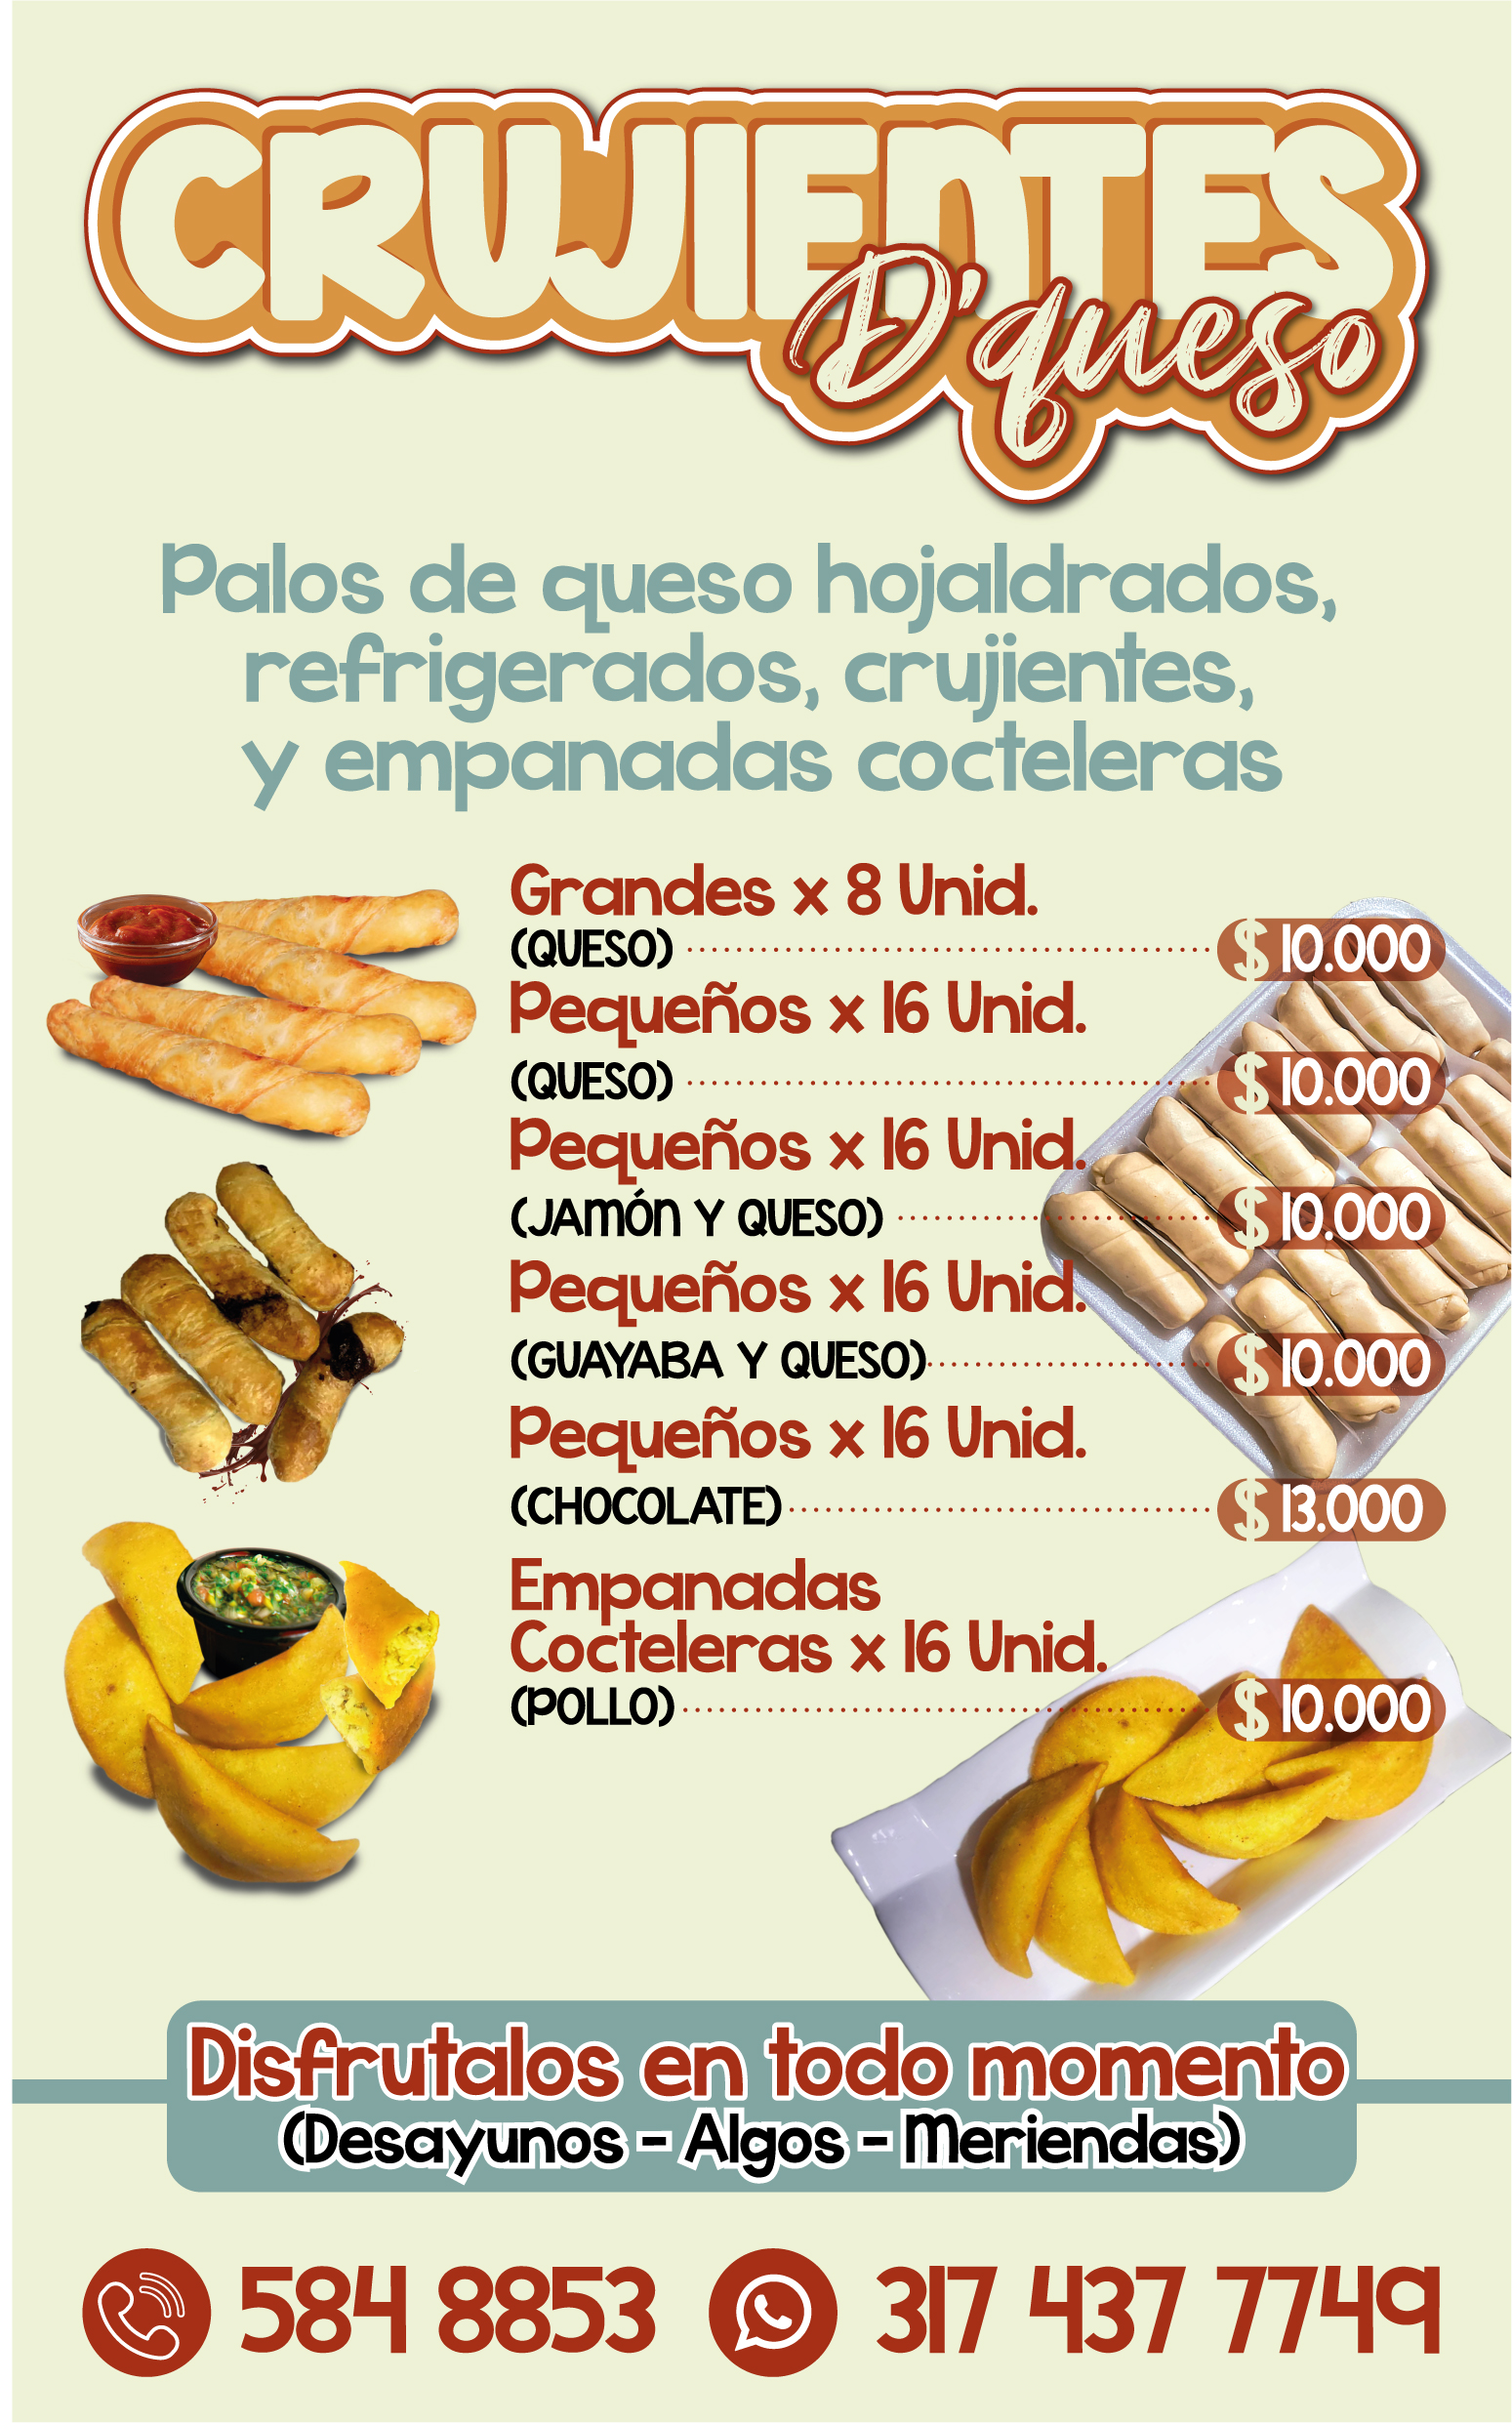 CRUJIENTES
D'queso
Palos de queso hojaldrados,
refrigerados, crujientes,
y empanadas cocteleras
Grandes x 8 Unid.
(QUESO) $ 10.000
Pequeños x 16 Unid.
(QUESO) $ 10.000
Pequeños x 16 Unid.
(JAMÓN Y QUESO) $ 10.000
Pequeños x 16 Unid.
(GUAYABA Y QUESO) $ 10.000
Pequeños x 16 Unid.
(CHOCOLATE) $ 13.000
Empanadas
Cocteleras x 16 Unid.
(POLLO) $ 10.000
Disfrutalos en todo momento
(Desayunos - Algos - Meriendas)
584 8853 317 437 7749